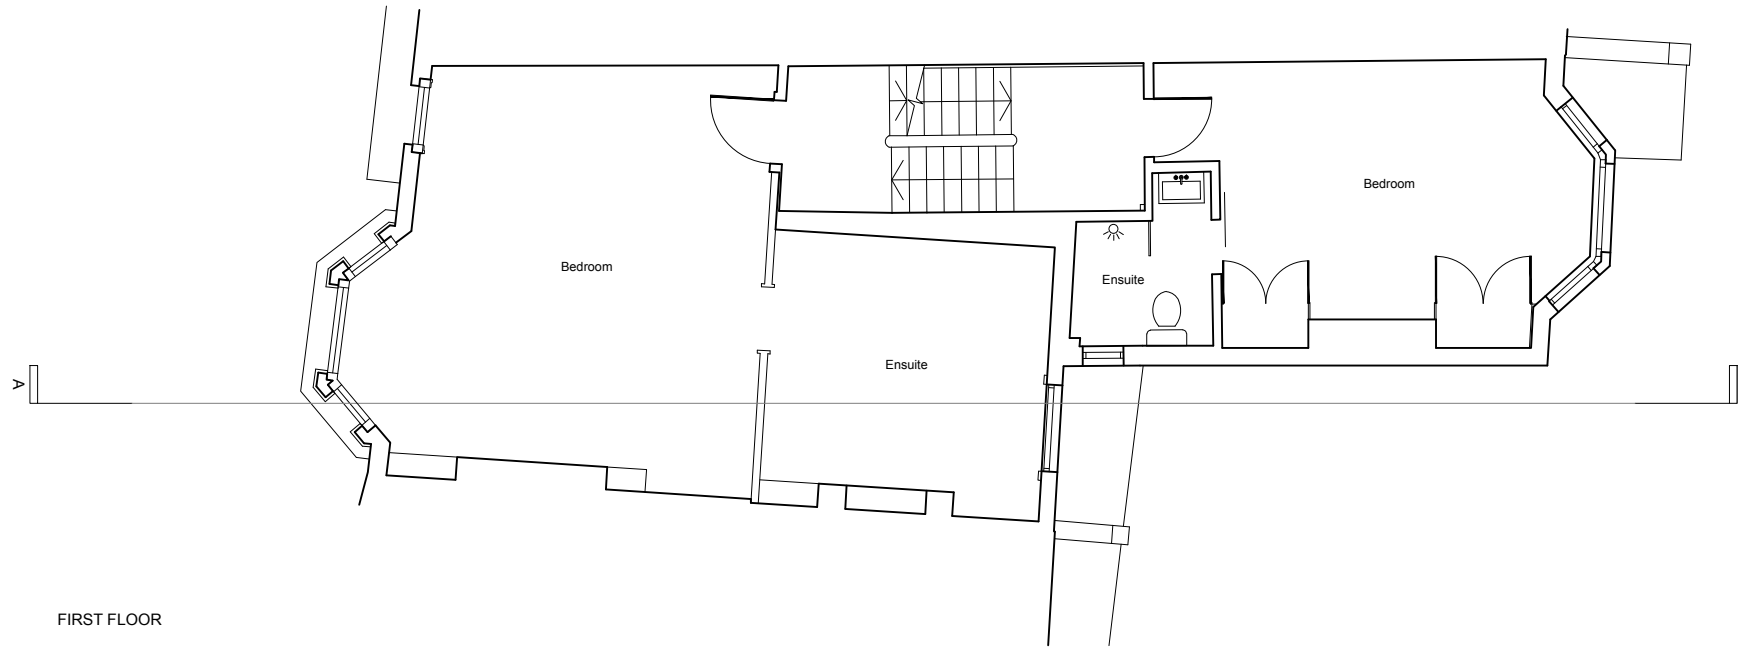 Bedroom
Bedroom
Ensuite
Ensuite
A
FIRST FLOOR